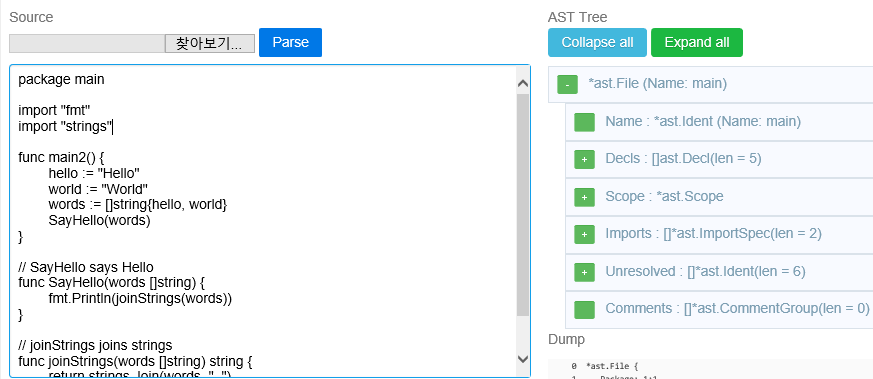 Source
찾아보기...
Parse
package main
import "fmt"
import "strings"
func main2() {
hello := "Hello"
world := "World"
words := []string{hello, world}
SayHello(words)
}
// SayHello says Hello
func SayHello(words []string) {
fmt.Println(joinStrings(words))
}
// joinStrings joins strings
func joinStrings(words []string) string {
return strings.Join(words, ", ")
AST Tree
Collapse all
Expand all
- *ast.File (Name: main)
Name : *ast.Ident (Name: main)
+ Decls : []ast.Decl(len = 5)
+ Scope : *ast.Scope
+ Imports : []*ast.ImportSpec(len = 2)
+ Unresolved : []*ast.Ident(len = 6)
Comments : []*ast.CommentGroup(len = 0)
Dump
0 *ast.File {
1 Package: 1:1